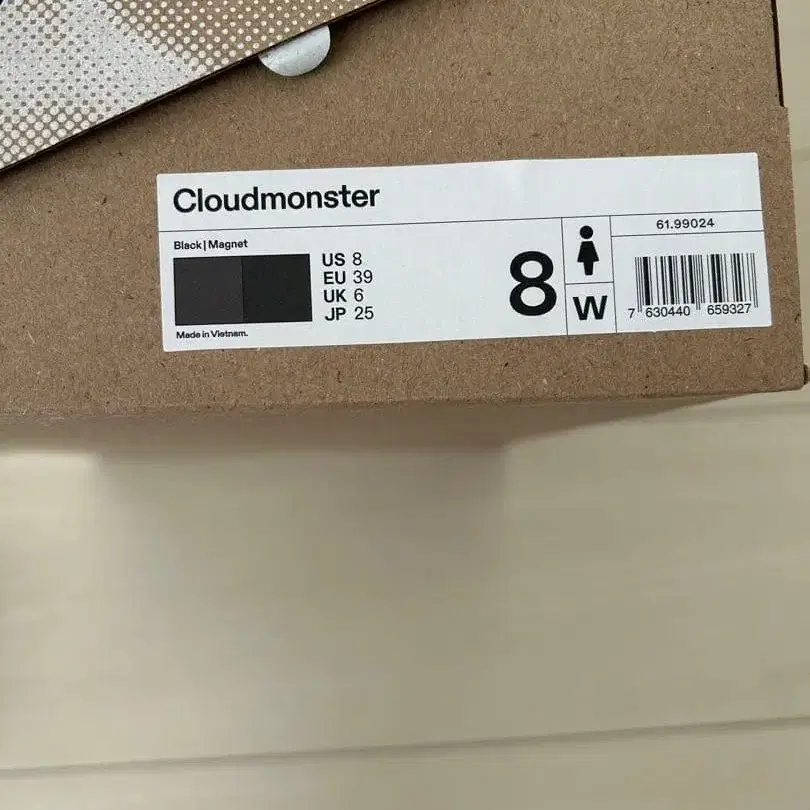 Cloudmonster
Black | Magnet
US 8
EU 39
UK 6
JP 25
Made in Vietnam.
8
W
61.99024
7 630440 659327